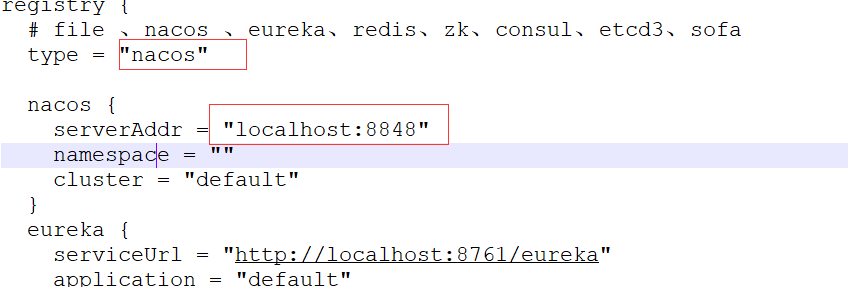 registry {
  # file 、nacos 、eureka、redis、zk、consul、etcd3、sofa
  type = "nacos"
  nacos {
    serverAddr = "localhost:8848"
    namespace = ""
    cluster = "default"
  }
  eureka {
    serviceUrl = "http://localhost:8761/eureka"
    application = "default"